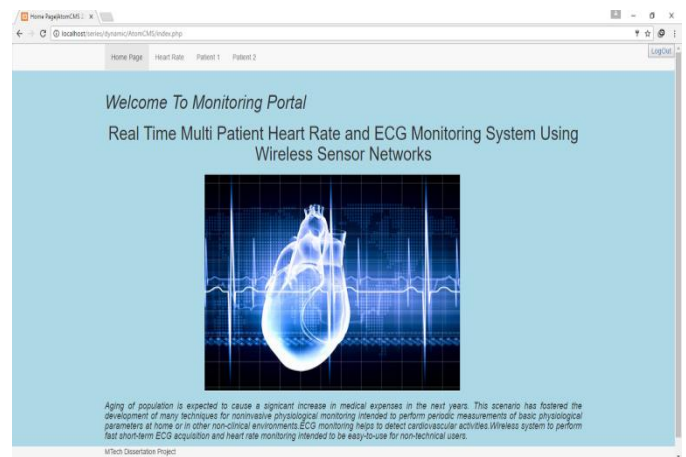 Home Page|AtomCMS 2
localhost/series/dynamic/AtomCMS/index.php
Home Page Heart Rate Patient 1 Patient 2
LogOut
Welcome To Monitoring Portal
Real Time Multi Patient Heart Rate and ECG Monitoring System Using
Wireless Sensor Networks
Aging of population is expected to cause a signicant increase in medical expenses in the next years. This scenario has fostered the
development of many techniques for noninvasive physiological monitoring intended to perform periodic measurements of basic physiological
parameters at home or in other non-clinical environments.ECG monitoring helps to detect cardiovascular activities.Wireless system to perform
fast short-term ECG acquisition and heart rate monitoring intended to be easy-to-use for non-technical users.
MTech Dissertation Project